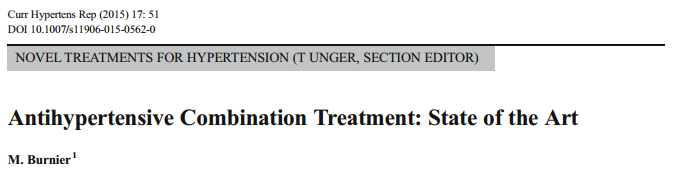 Curr Hypertens Rep (2015) 17: 51
DOI 10.1007/s11906-015-0562-0
NOVEL TREATMENTS FOR HYPERTENSION (T UNGER, SECTION EDITOR)
Antihypertensive Combination Treatment: State of the Art
M. Burnier1